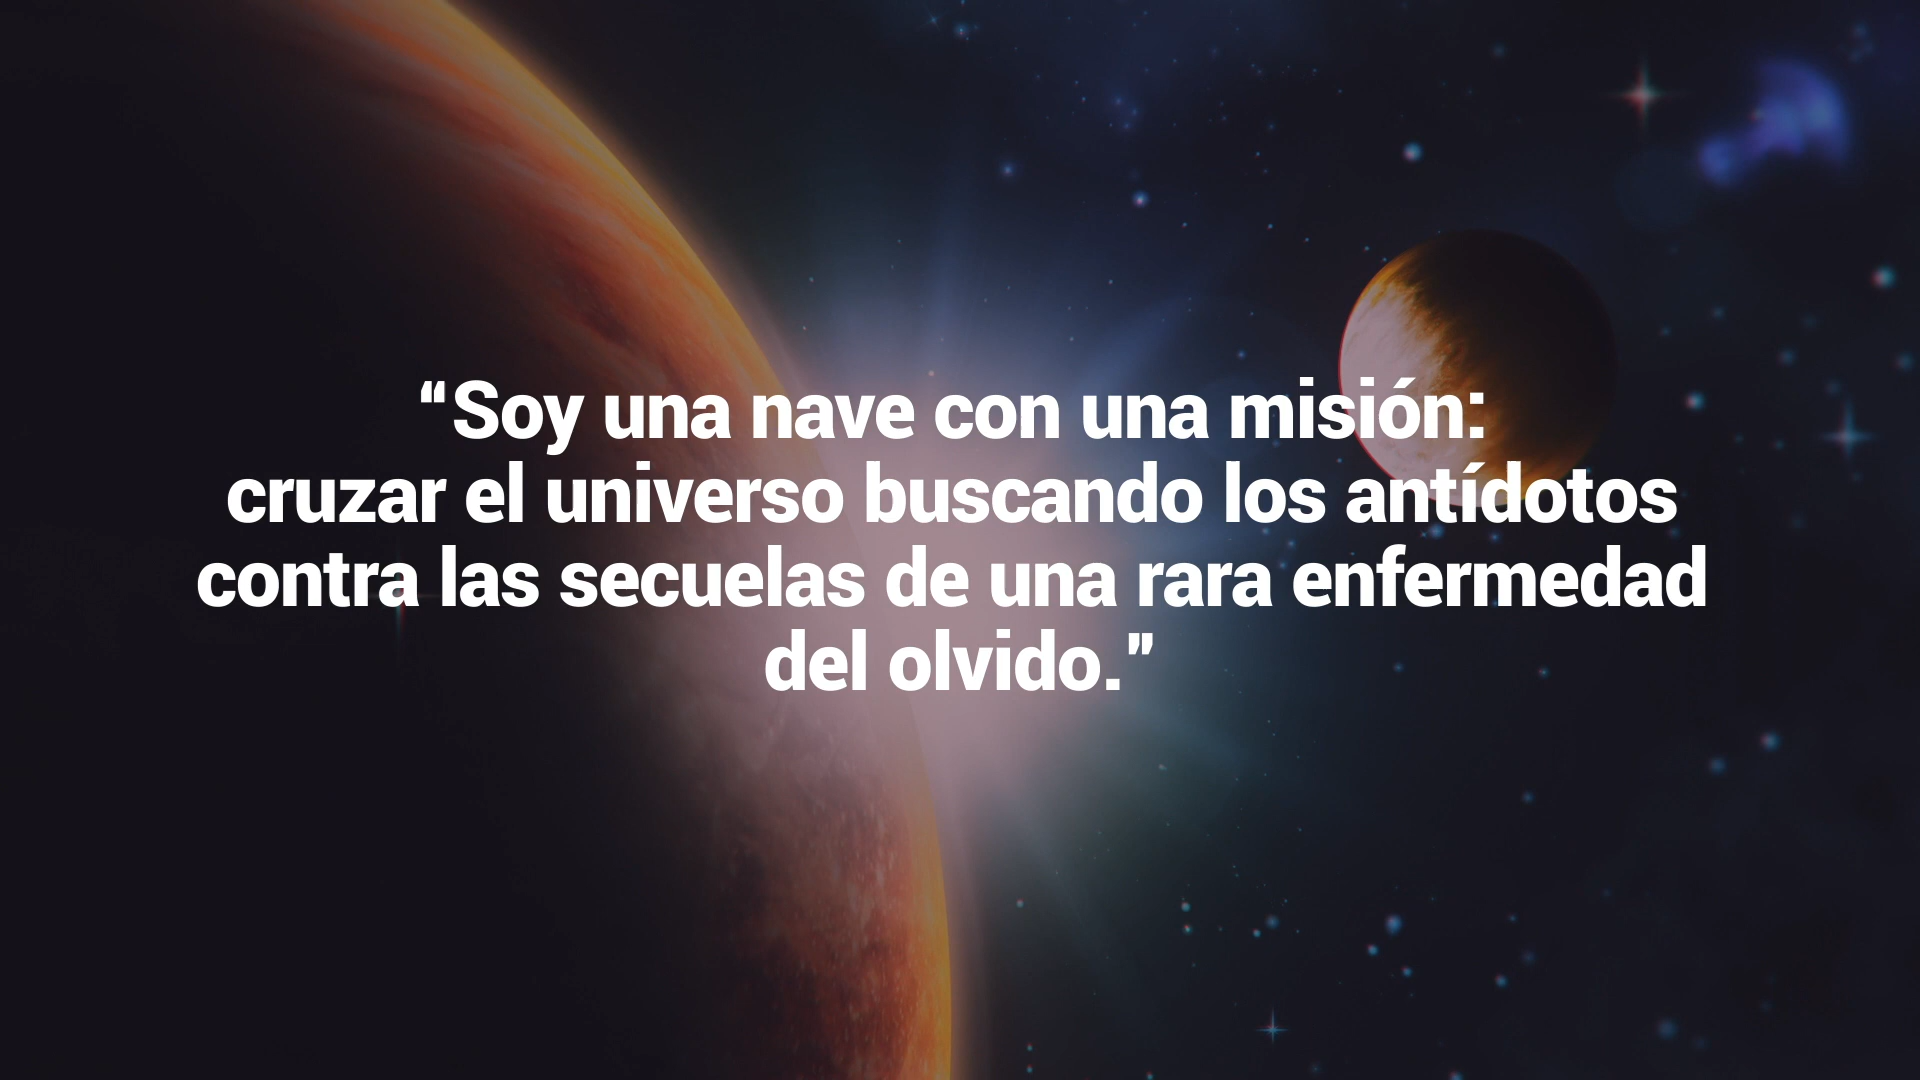 “Soy una nave con una misión:
cruzar el universo buscando los antídotos
contra las secuelas de una rara enfermedad
del olvido.”